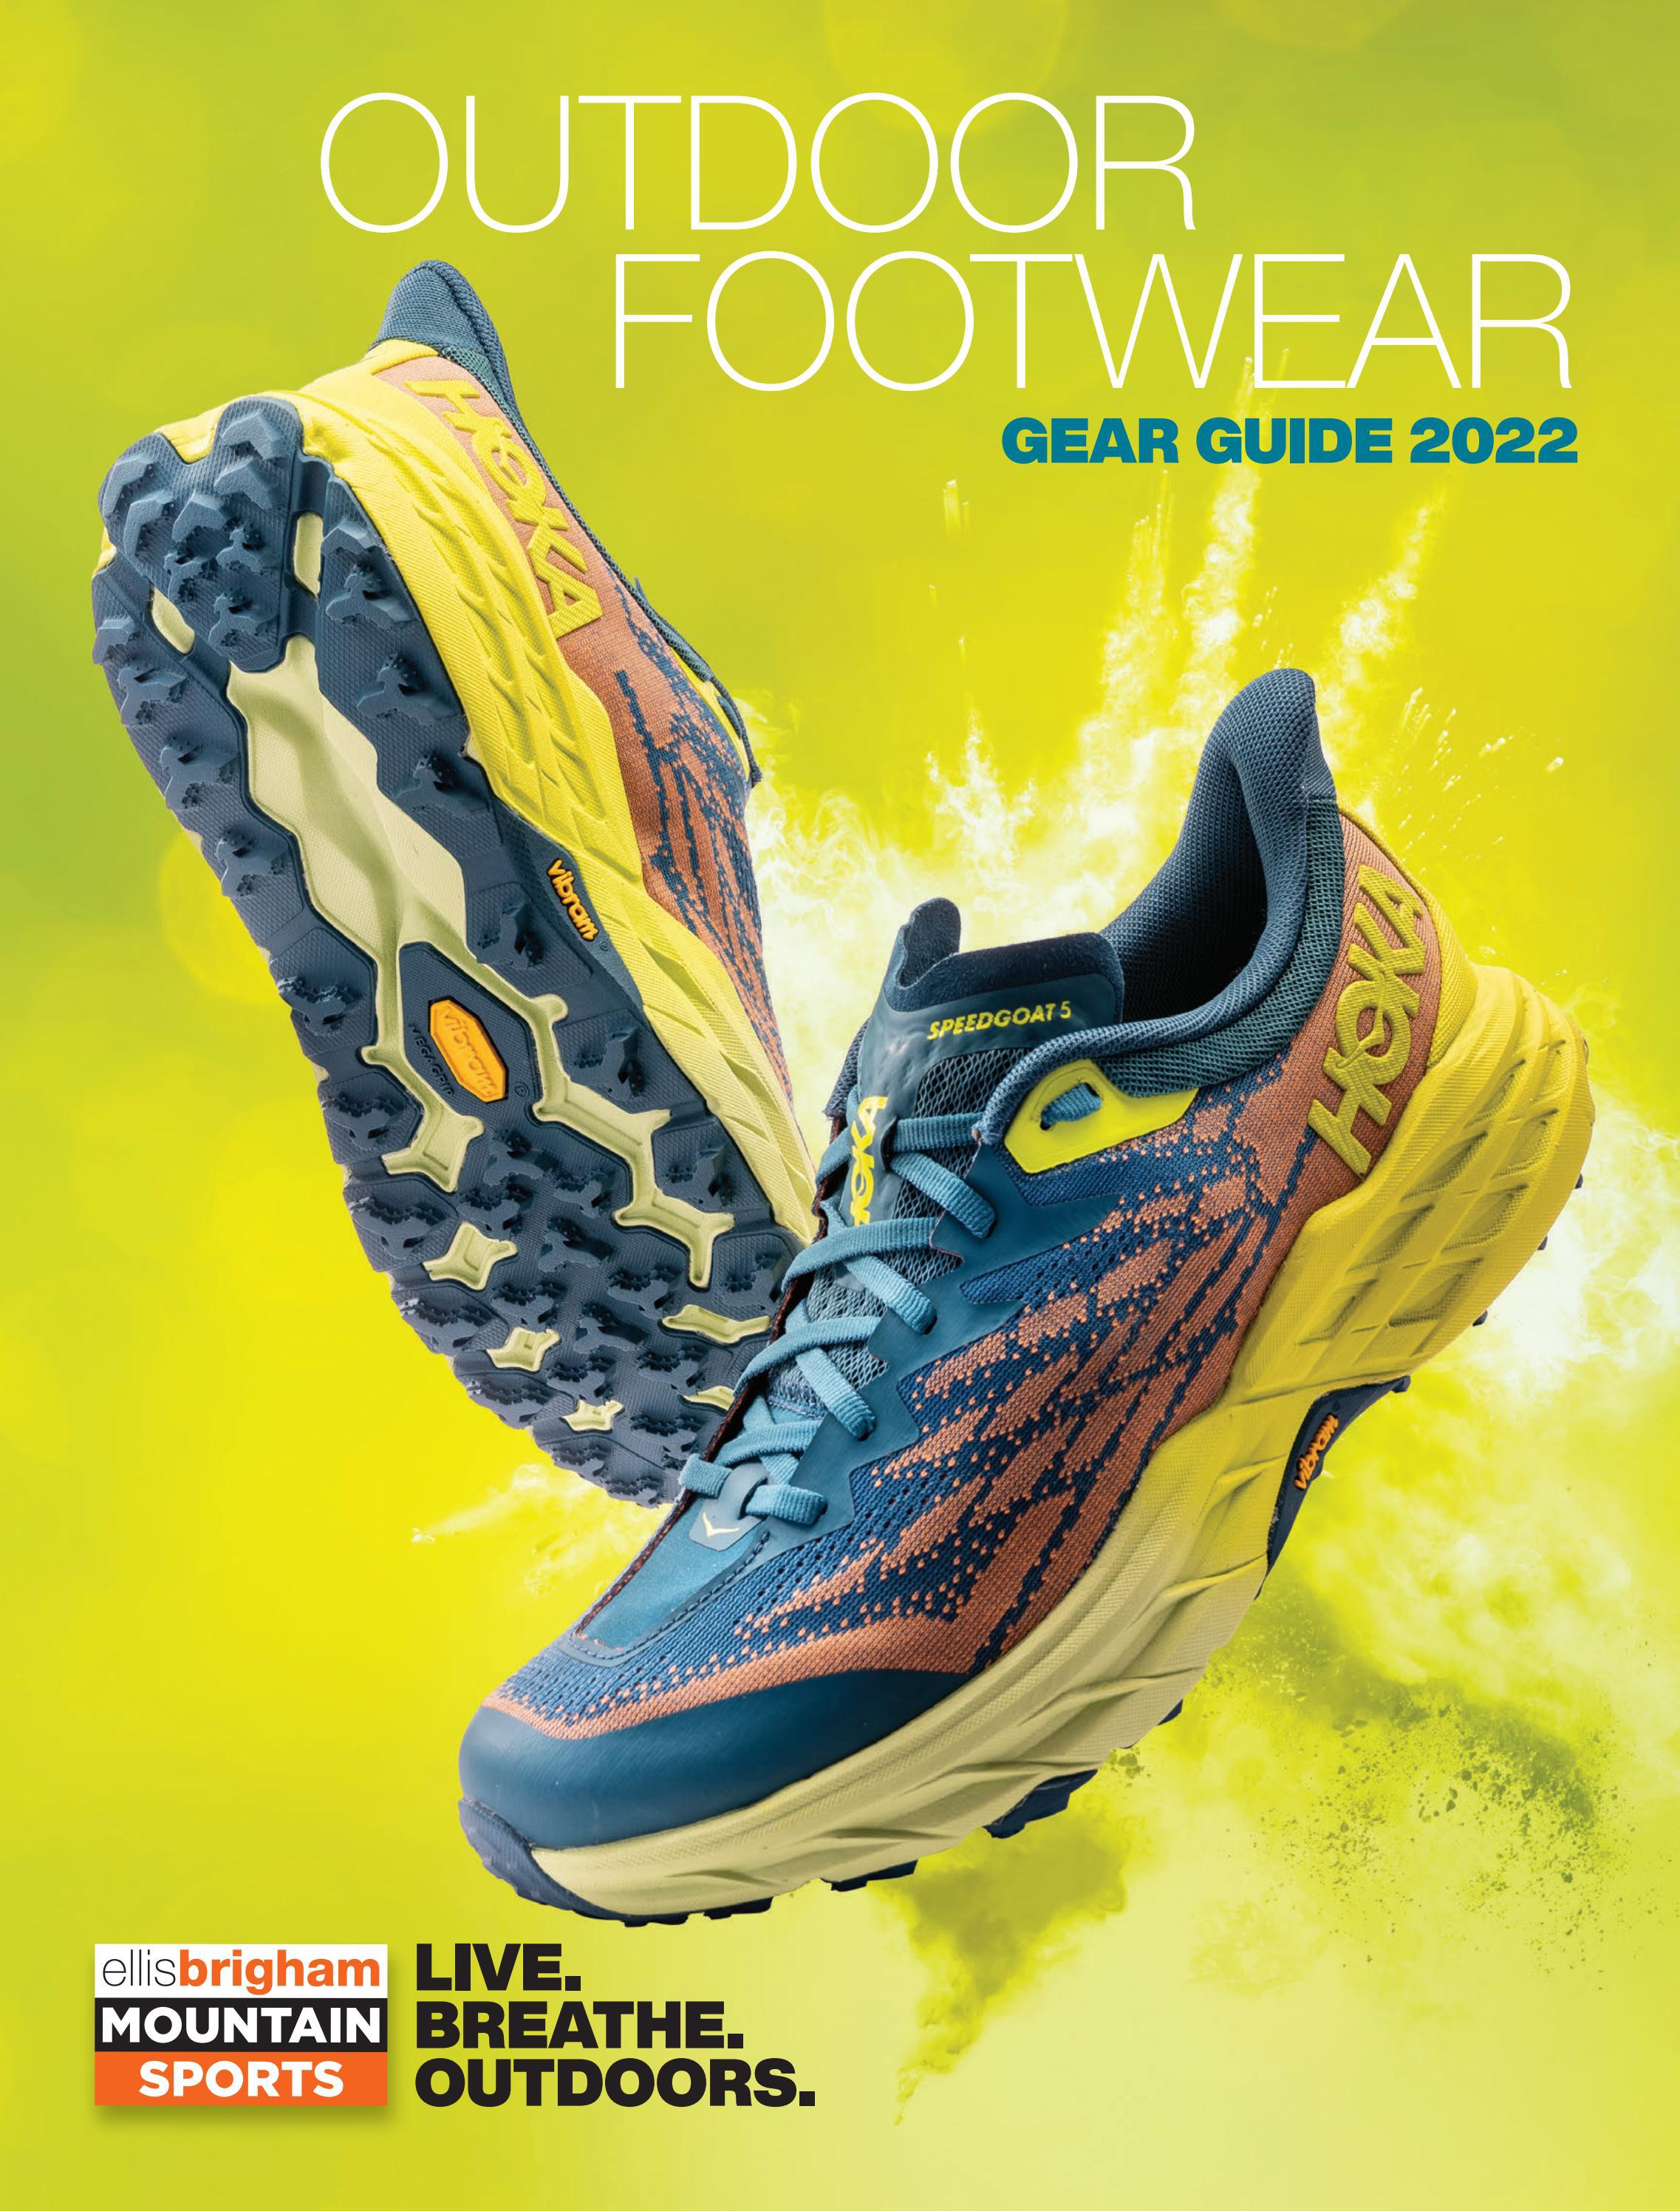 OUTDOOR
FOOTWEAR
GEAR GUIDE 2022
HOKA
vibram
vibram
MEGAGRIP
SPEEDGOAT 5
HOKA
HOKA
vibram
ellisbrigham
MOUNTAIN
SPORTS
LIVE.
BREATHE.
OUTDOORS.